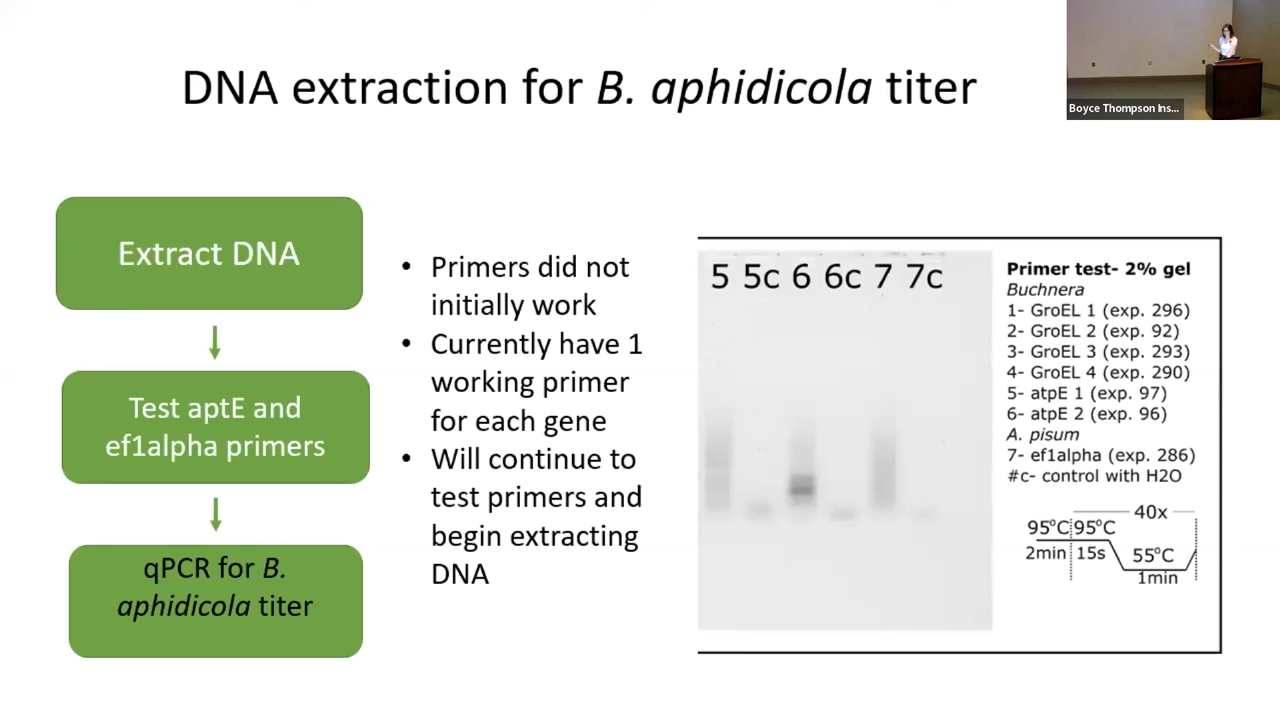 DNA extraction for B. aphidicola titer
Boyce Thompson Ins...
Extract DNA
Test aptE and
ef1alpha primers
qPCR for B.
aphidicola titer
• Primers did not
initially work
• Currently have 1
working primer
for each gene
• Will continue to
test primers and
begin extracting
DNA
5 5c 6 6c 7 7c
Primer test- 2% gel
Buchnera
1- GroEL 1 (exp. 296)
2- GroEL 2 (exp. 92)
3- GroEL 3 (exp. 293)
4- GroEL 4 (exp. 290)
5- atpE 1 (exp. 97)
6- atpE 2 (exp. 96)
A. pisum
7- ef1alpha (exp. 286)
#c- control with H2O
40x
95°C 95°C
2min 15s 55°C
1min